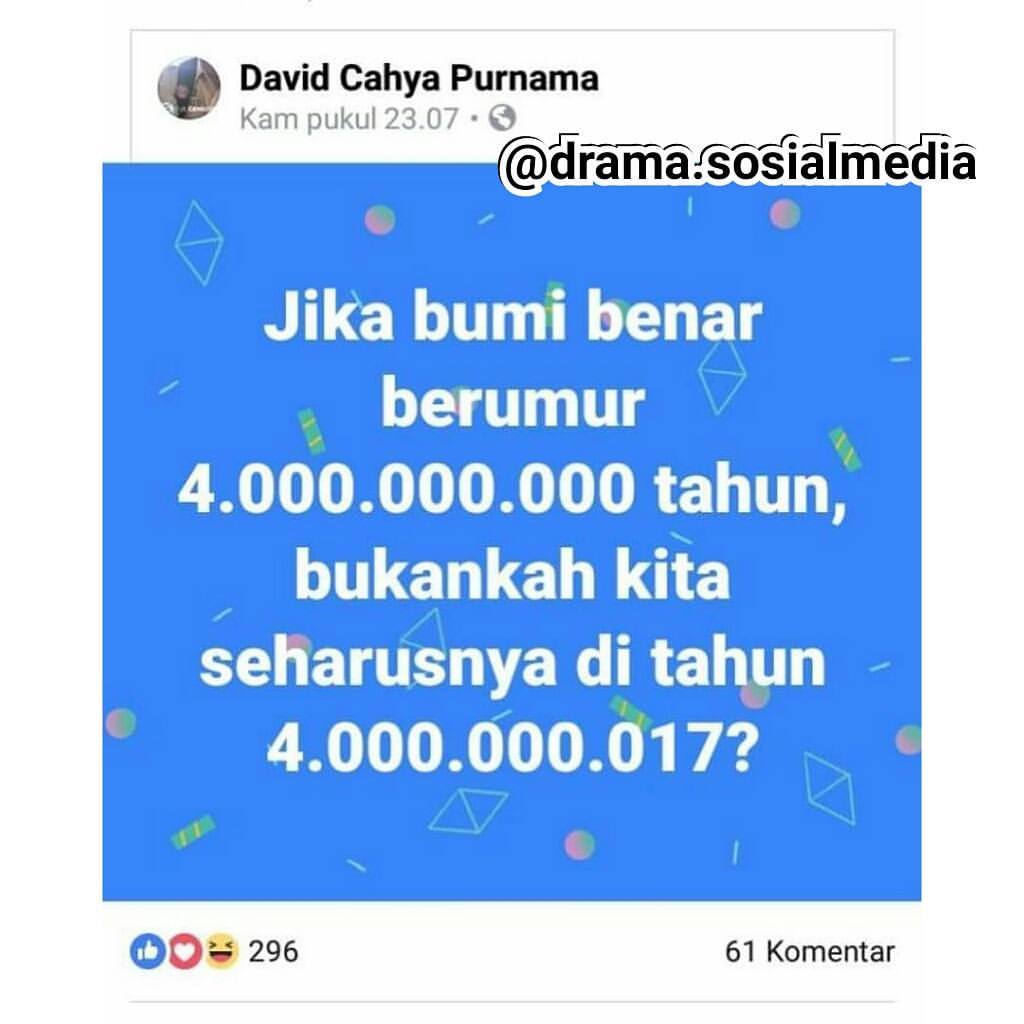 David Cahya Purnama
Kam pukul 23.07 •
@drama.sosialmedia
Jika bumi benar
berumur
4.000.000.000 tahun,
bukankah kita
seharusnya di tahun
4.000.000.017?
296
61 Komentar